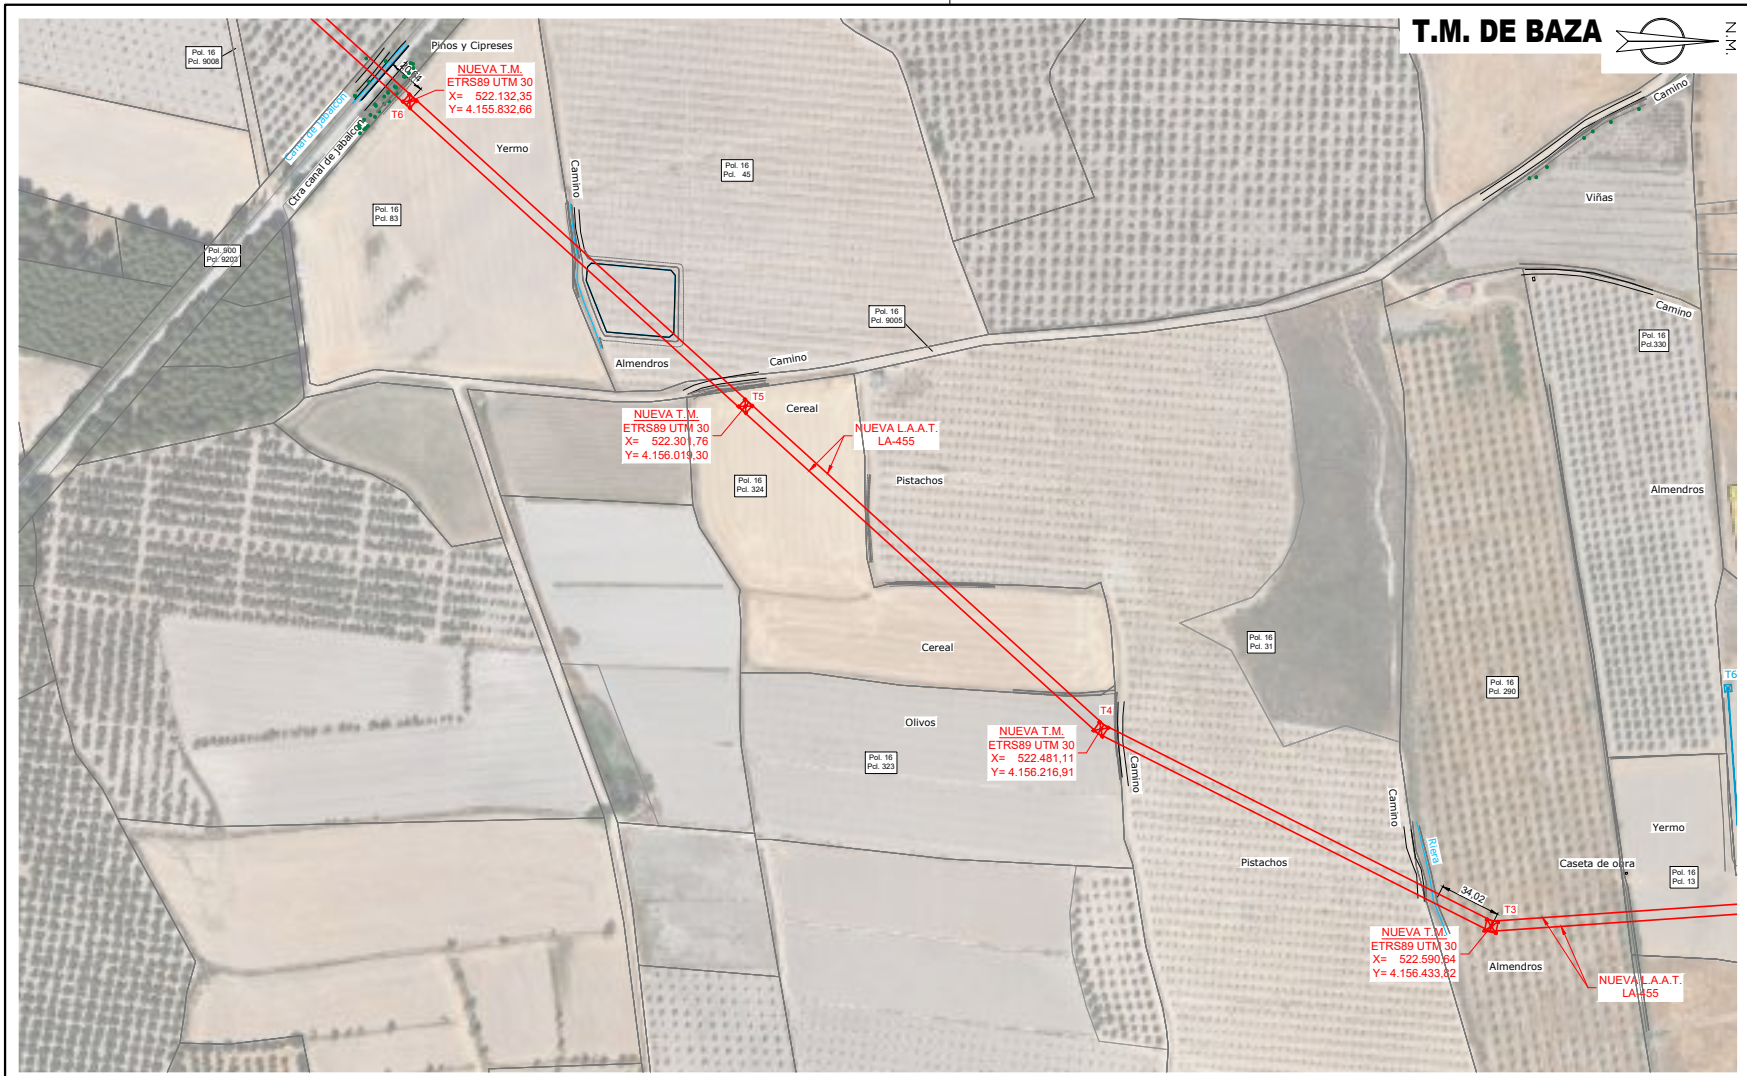 T.M. DE BAZA
N.M.
Pol. 16
Pcl. 9008
Pinos y Cipreses
20,64
NUEVA T.M.
ETRS89 UTM 30
X= 522.132,35
Y= 4.155.832,66
T6
Canal de Jabalcón
Ctra canal de jabalcon
Yermo
Camino
Pol. 16
Pcl. 45
Camino
Viñas
Pol. 16
Pcl. 83
Pol. 900
Pcl. 9203
Pol. 16
Pcl. 9005
Camino
Pol. 16
Pcl.330
Almendros
Camino
T5
Cereal
NUEVA T.M.
ETRS89 UTM 30
X= 522.301,76
Y= 4.156.019,30
NUEVA L.A.A.T.
LA-455
Pol. 16
Pcl. 324
Pistachos
Almendros
Cereal
Pol. 16
Pcl. 31
Pol. 16
Pcl. 290
T6
Olivos
T4
NUEVA T.M.
ETRS89 UTM 30
X= 522.481,11
Y= 4.156.216,91
Pol. 16
Pcl. 323
Camino
Camino
Riera
Yermo
Pistachos
Caseta de obra
Pol. 16
Pcl. 13
34,02
T3
NUEVA T.M.
ETRS89 UTM 30
X= 522.590,64
Y= 4.156.433,82
Almendros
NUEVA L.A.A.T.
LA-455